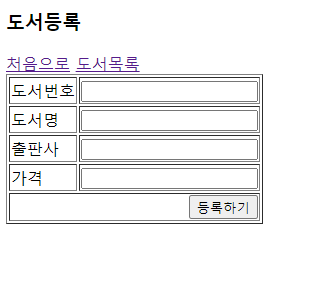 도서등록
처음으로 도서목록
도서번호
도서명
출판사
가격
등록하기